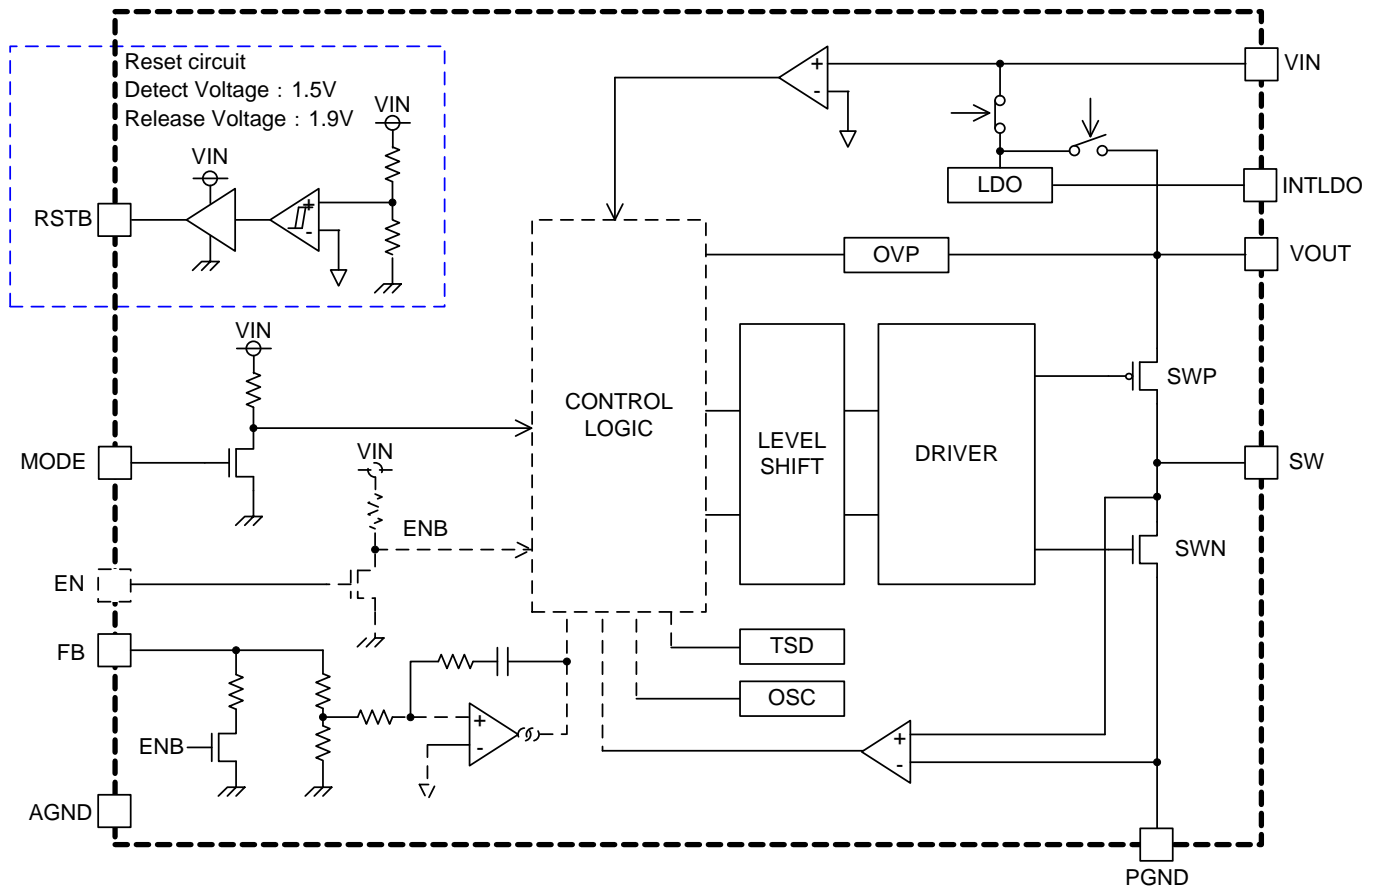 Reset circuit
Detect Voltage : 1.5V
Release Voltage : 1.9V
VIN
VIN
RSTB
+
-
+
-
VIN
LDO
INTLDO
OVP
VOUT
VIN
MODE
CONTROL
LOGIC
LEVEL
SHIFT
DRIVER
SWP
SW
SWN
VIN
ENB
EN
FB
TSD
OSC
+
-
ENB
+
-
AGND
PGND